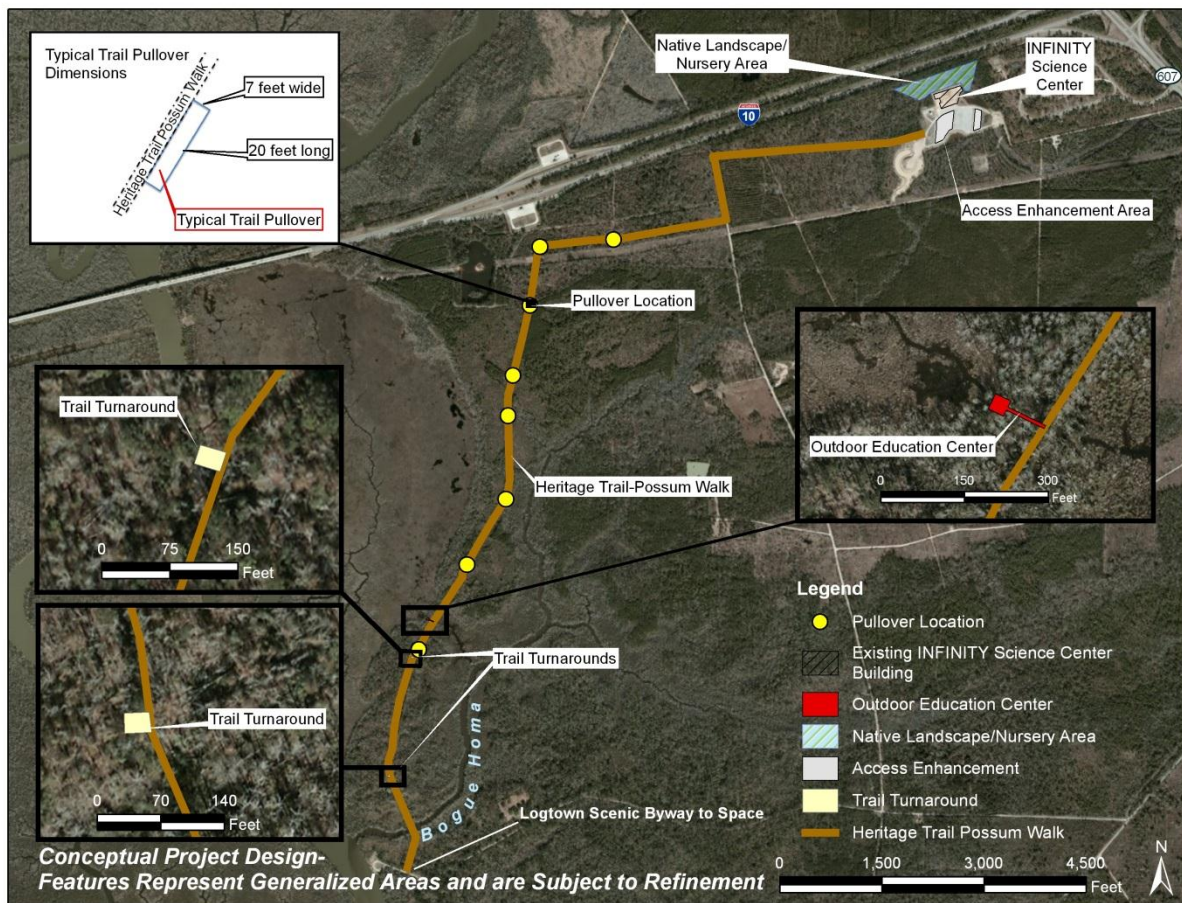 Typical Trail Pullover
Dimensions
Heritage Trail Possum Walk
7 feet wide
20 feet long
Typical Trail Pullover
Native Landscape/
Nursery Area
INFINITY
Science
Center
607
INTERSTATE
10
Access Enhancement Area
Pullover Location
Trail Turnaround
0 75 150
Feet
Heritage Trail-Possum Walk
Outdoor Education Center
0 150 300
Feet
Trail Turnarounds
Trail Turnaround
0 70 140
Feet
Bogue Homa
Logtown Scenic Byway to Space
Legend
Pullover Location
Existing INFINITY Science Center
Building
Outdoor Education Center
Native Landscape/Nursery Area
Access Enhancement
Trail Turnaround
Heritage Trail Possum Walk
Conceptual Project Design-
Features Represent Generalized Areas and are Subject to Refinement
0 1,500 3,000 4,500
Feet
N